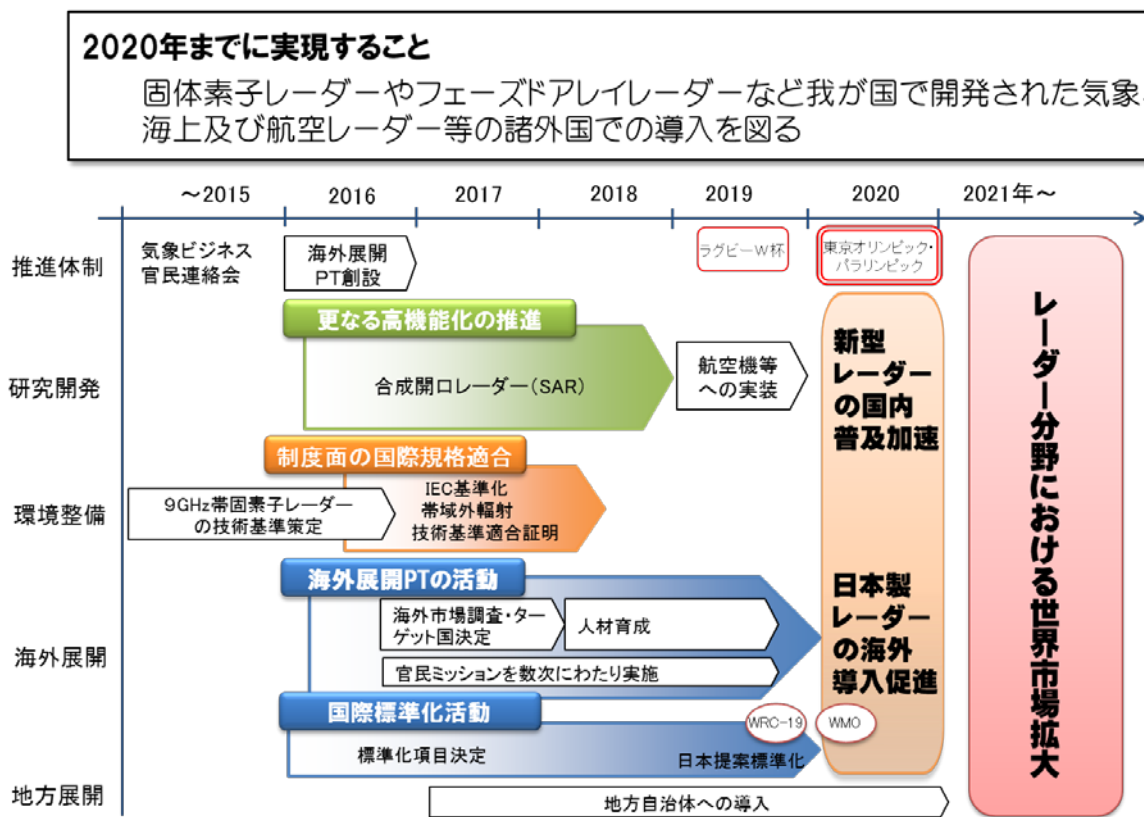 2020年までに実現すること
固体素子レーダーやフェーズドアレイレーダーなど我が国で開発された気象
海上及び航空レーダー等の諸外国での導入を図る
～2015
2016
2017
2018
2019
2020
2021年～
推進体制
気象ビジネス
官民連絡会
海外展開
PT創設
ラグビーW杯
東京オリンピック・
パラリンピック
研究開発
更なる高機能化の推進
合成開口レーダー（SAR）
航空機等
への実装
環境整備
制度面の国際規格適合
9GHz帯固素子レーダー
の技術基準策定
IEC基準化
帯域外輻射
技術基準適合証明
海外展開
海外展開PTの活動
海外市場調査・ター
ゲット国決定
人材育成
官民ミッションを数次にわたり実施
国際標準化活動
標準化項目決定
日本提案標準化
WRC-19
WMO
地方展開
地方自治体への導入
新型
レーダー
の国内
普及加速
日本製
レーダー
の海外
導入促進
レーダー分野における世界市場拡大